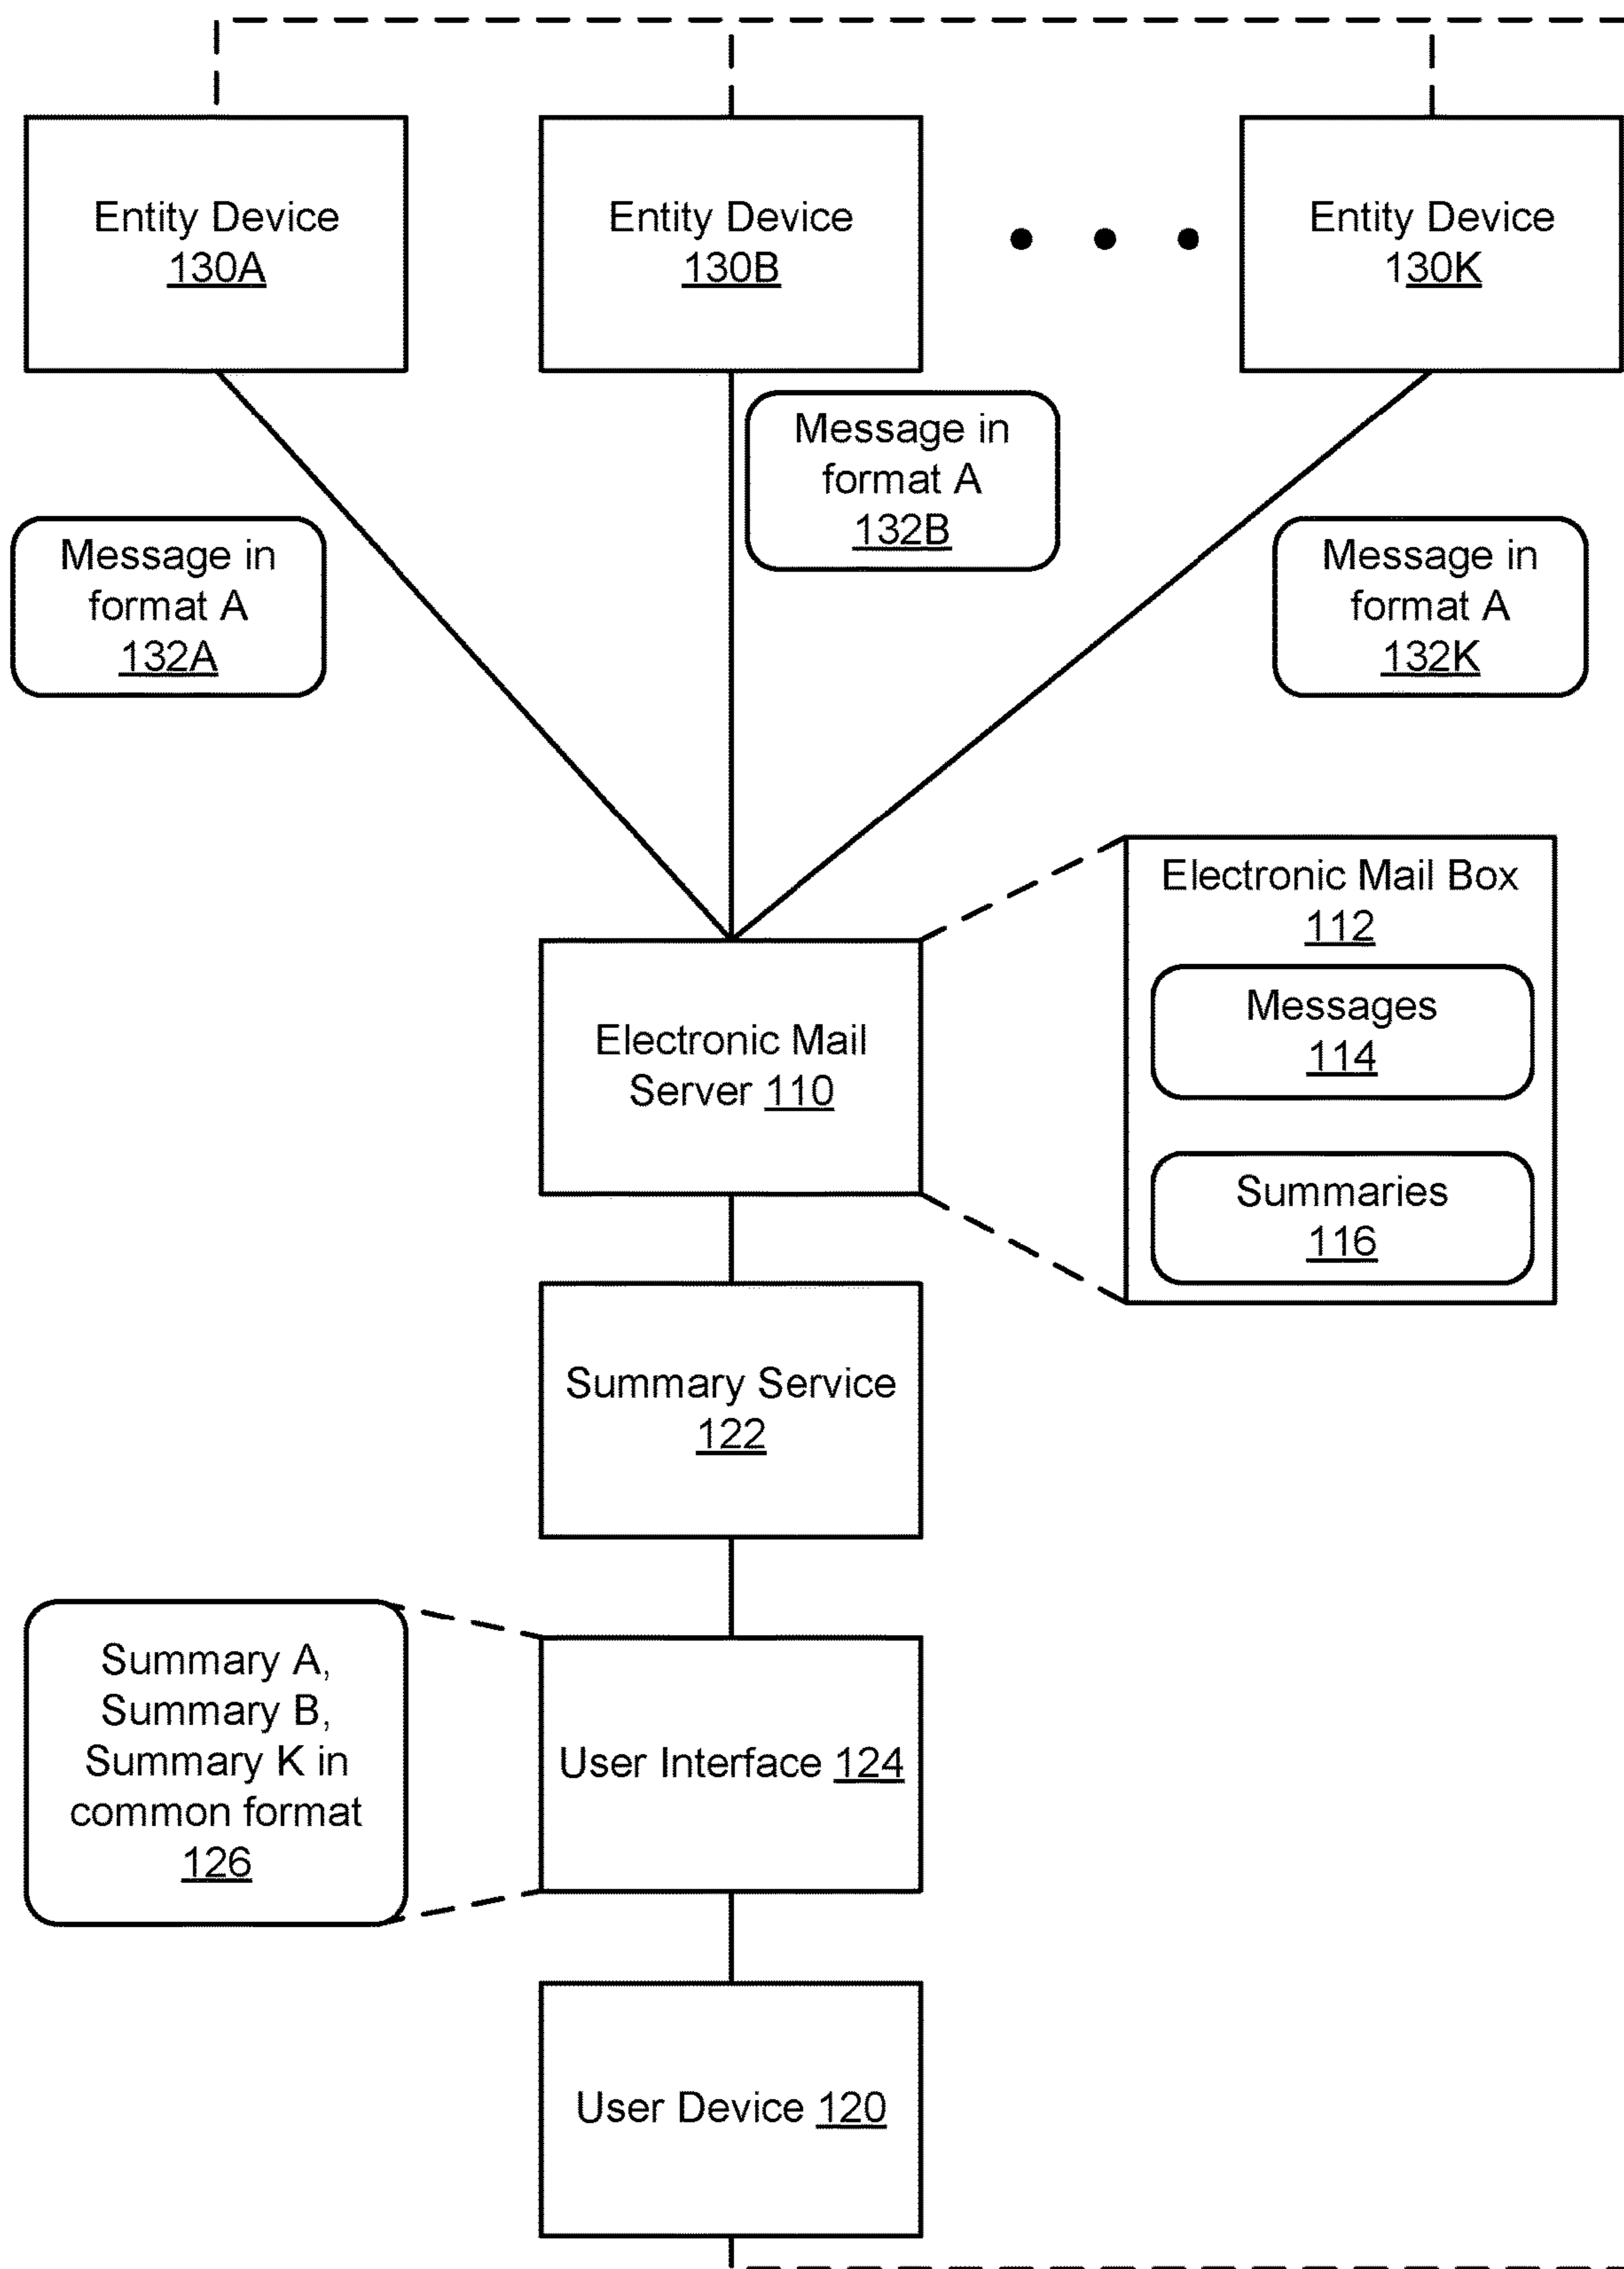 Entity Device
130A
Entity Device
130B
Entity Device
130K
Message in
format A
132A
Message in
format A
132B
Message in
format A
132K
Electronic Mail
Server 110
Electronic Mail Box
112
Messages
114
Summaries
116
Summary Service
122
Summary A,
Summary B,
Summary K in
common format
126
User Interface 124
User Device 120